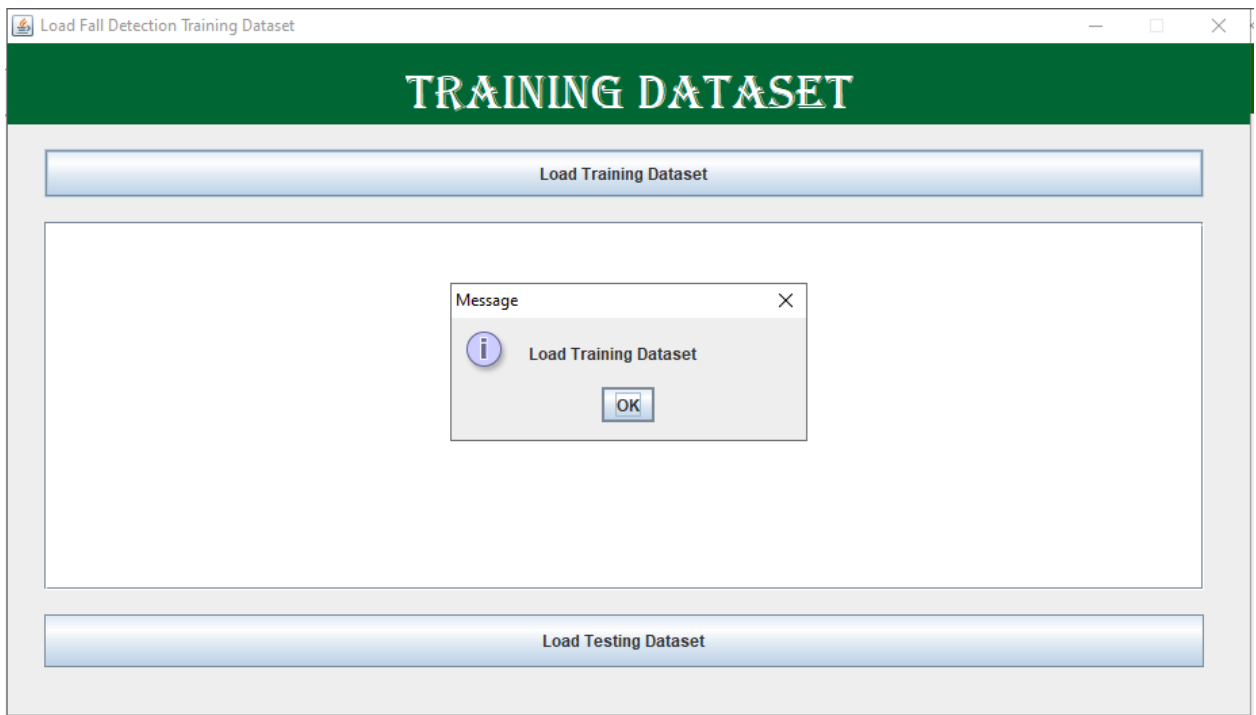 Load Fall Detection Training Dataset
TRAINING DATASET
Load Training Dataset
Message
i
Load Training Dataset
OK
Load Testing Dataset